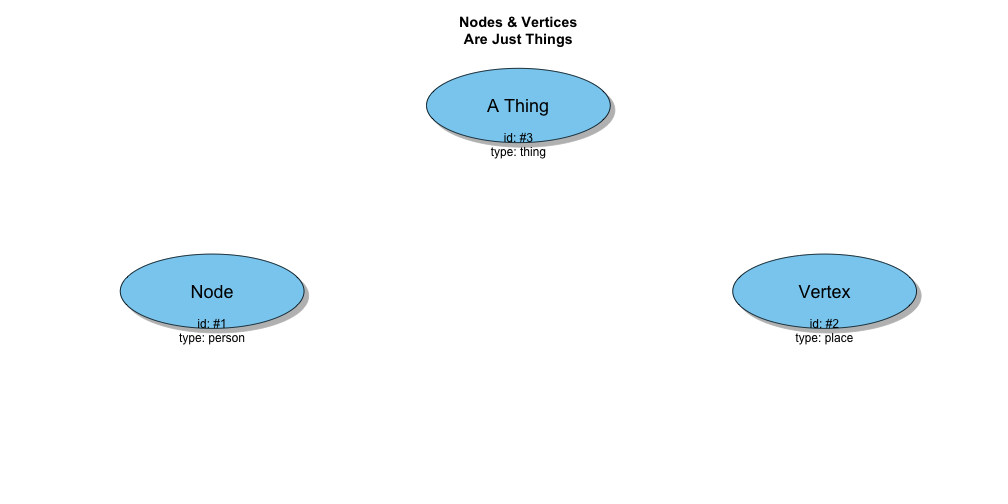 Nodes & Vertices
Are Just Things
A Thing
id: #3
type: thing
Node
id: #1
type: person
Vertex
id: #2
type: place